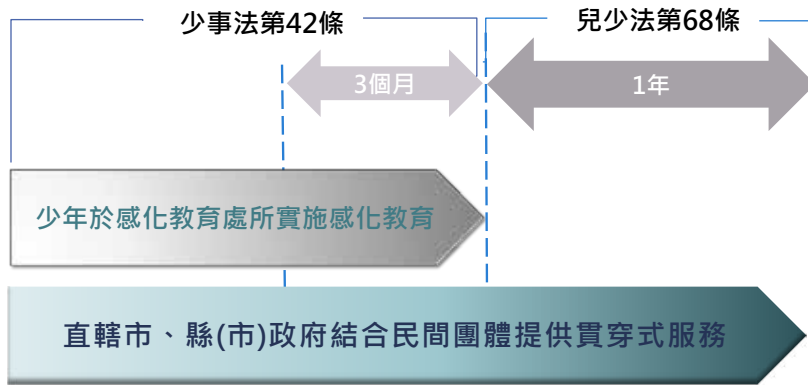 少事法第42條
兒少法第68條
3個月
1年
少年於感化教育處所實施感化教育
直轄市、縣(市)政府結合民間團體提供貫穿式服務